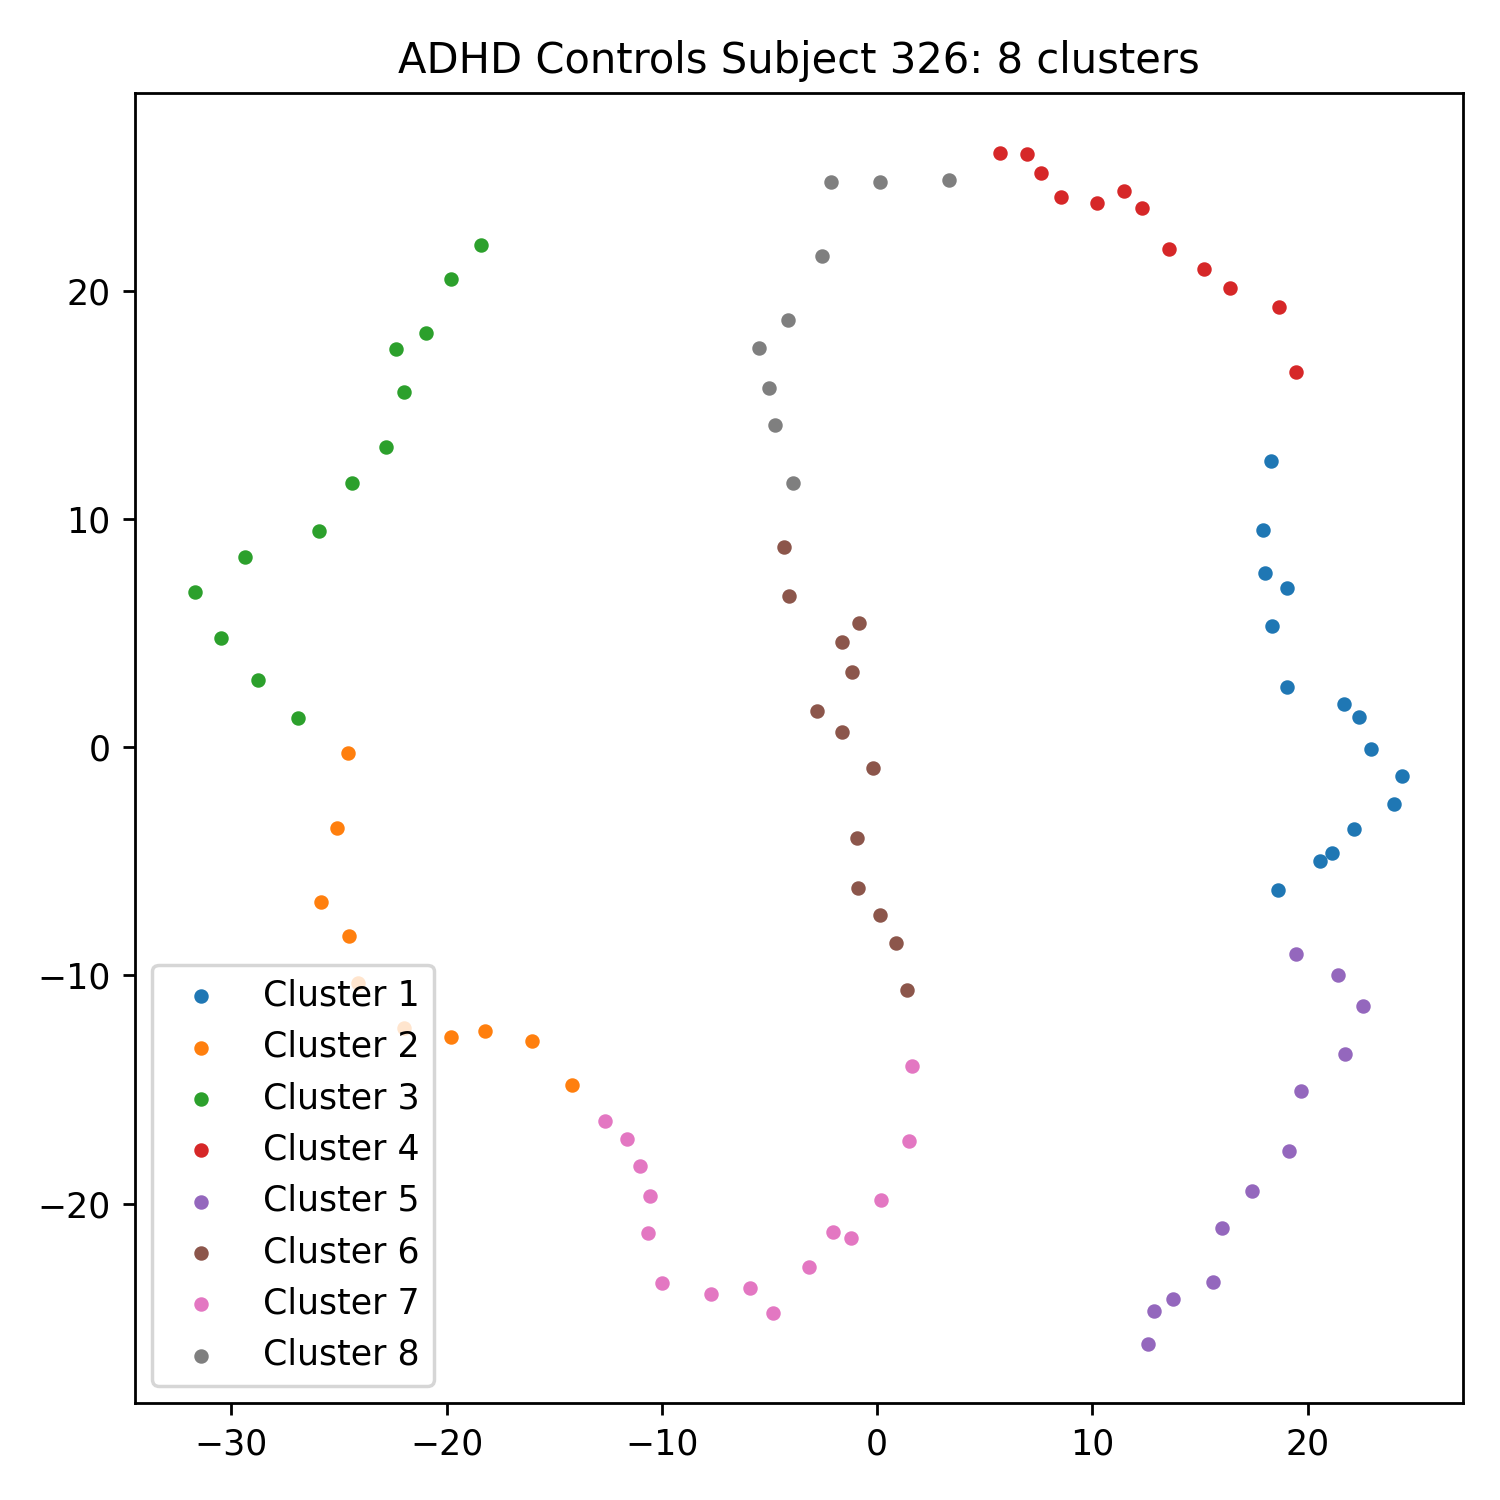 ADHD Controls Subject 326: 8 clusters
20
10
0
−10
−20
Cluster 1
Cluster 2
Cluster 3
Cluster 4
Cluster 5
Cluster 6
Cluster 7
Cluster 8
−30 −20 −10 0 10 20